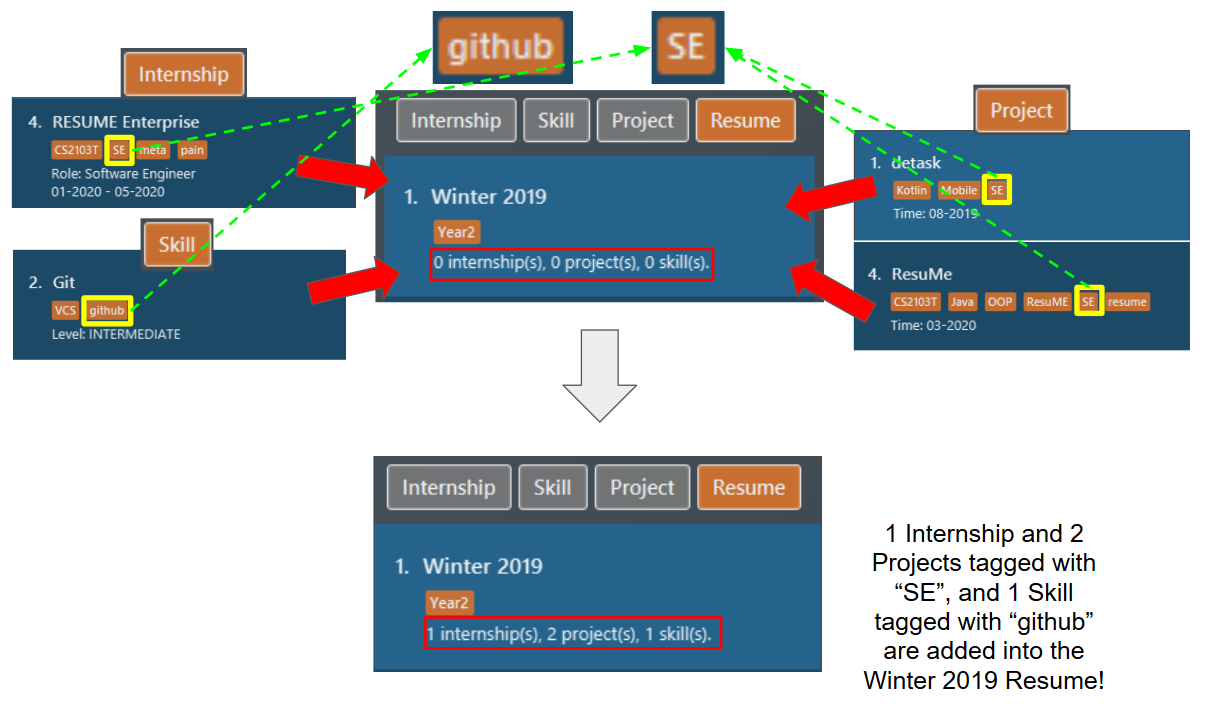 github
SE
Internship
4. RESUME Enterprise
CS2103T SE meta pain
Role: Software Engineer
01-2020 - 05-2020
Skill
2. Git
VCS github
Level: INTERMEDIATE
Internship Skill Project Resume
1. Winter 2019
Year2
0 internship(s), 0 project(s), 0 skill(s).
Project
1. detask
Kotlin Mobile SE
Time: 08-2019
4. ResuMe
CS2103T Java OOP ResuME SE resume
Time: 03-2020
Internship Skill Project Resume
1. Winter 2019
Year2
1 internship(s), 2 project(s), 1 skill(s).
1 Internship and 2
Projects tagged with
“SE”, and 1 Skill
tagged with “github”
are added into the
Winter 2019 Resume!